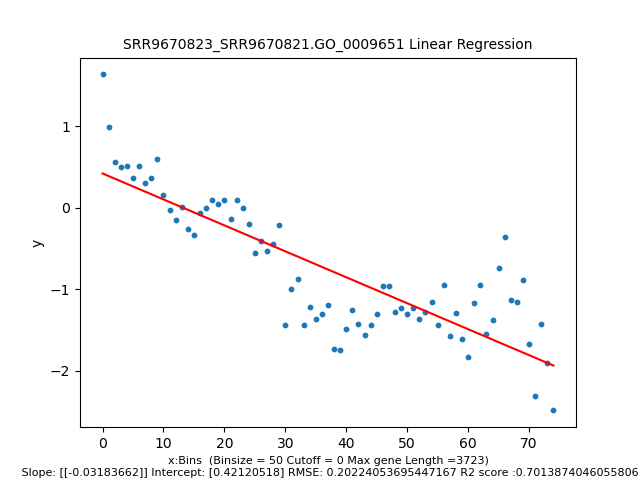 SRR9670823_SRR9670821.GO_0009651 Linear Regression
1
0
−1
−2
y
0 10 20 30 40 50 60 70
x:Bins (Binsize = 50 Cutoff = 0 Max gene Length =3723)
Slope: [[-0.03183662]] Intercept: [0.42120518] RMSE: 0.20224053695447167 R2 score :0.7013874046055806